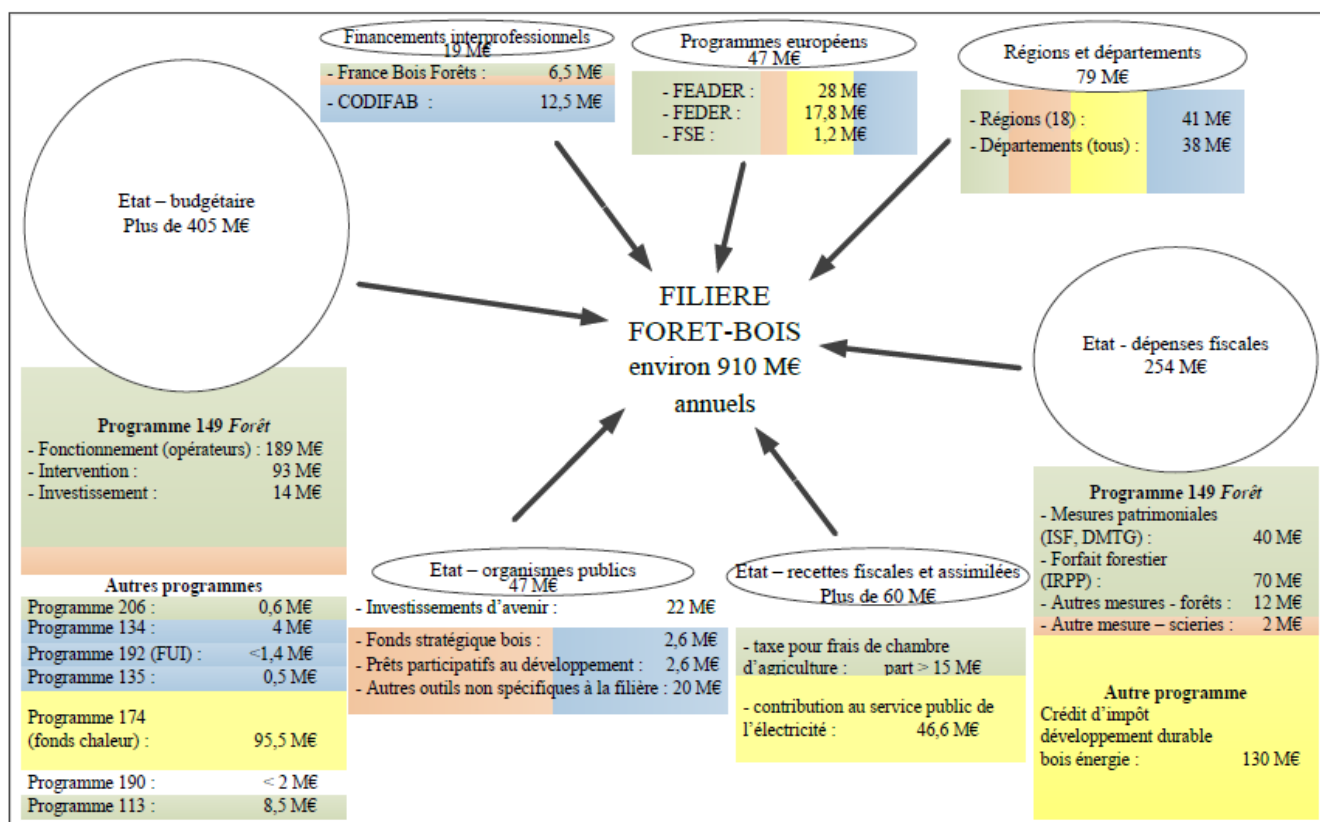 Financements interprofessionnels
19 M€
- France Bois Forêts : 6,5 M€
- CODIFAB : 12,5 M€
Programmes européens
47 M€
- FEADER : 28 M€
- FEDER : 17,8 M€
- FSE : 1,2 M€
Régions et départements
79 M€
- Régions (18) : 41 M€
- Départements (tous) : 38 M€
Etat – budgétaire
Plus de 405 M€
FILIERE
FORET-BOIS
environ 910 M€
annuels
Etat - dépenses fiscales
254 M€
Programme 149 Forêt
- Fonctionnement (opérateurs) : 189 M€
- Intervention : 93 M€
- Investissement : 14 M€
Autres programmes
Programme 206 : 0,6 M€
Programme 134 : 4 M€
Programme 192 (FUI) : <1,4 M€
Programme 135 : 0,5 M€
Programme 174
(fonds chaleur) : 95,5 M€
Programme 190 : < 2 M€
Programme 113 : 8,5 M€
Etat – organismes publics
47 M€
- Investissements d’avenir : 22 M€
- Fonds stratégique bois : 2,6 M€
- Prêts participatifs au développement : 2,6 M€
- Autres outils non spécifiques à la filière : 20 M€
Etat – recettes fiscales et assimilées
Plus de 60 M€
- taxe pour frais de chambre
d’agriculture : part > 15 M€
- contribution au service public de
l’électricité : 46,6 M€
Programme 149 Forêt
- Mesures patrimoniales
(ISF, DMTG) : 40 M€
- Forfait forestier
(IRPP) : 70 M€
- Autres mesures - forêts : 12 M€
- Autre mesure – scieries : 2 M€
Autre programme
Crédit d’impôt
développement durable
bois énergie : 130 M€